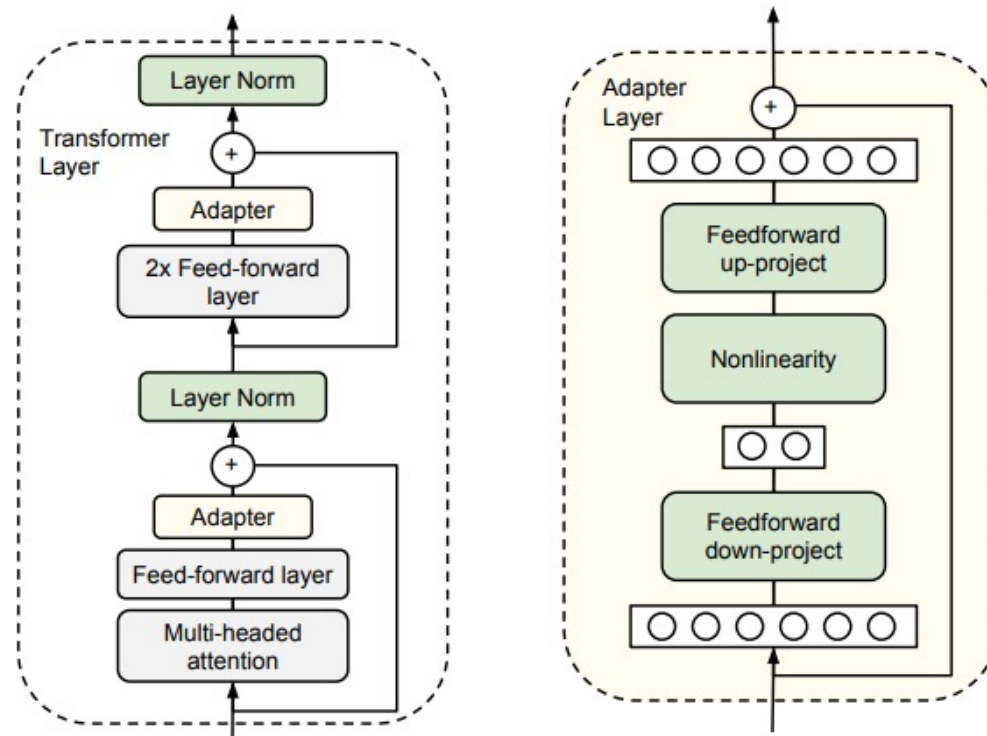 Layer Norm
Transformer
Layer
+
Adapter
2x Feed-forward
layer
Layer Norm
+
Adapter
Feed-forward layer
Multi-headed
attention
Adapter
Layer
+
Feedforward
up-project
Nonlinearity
Feedforward
down-project